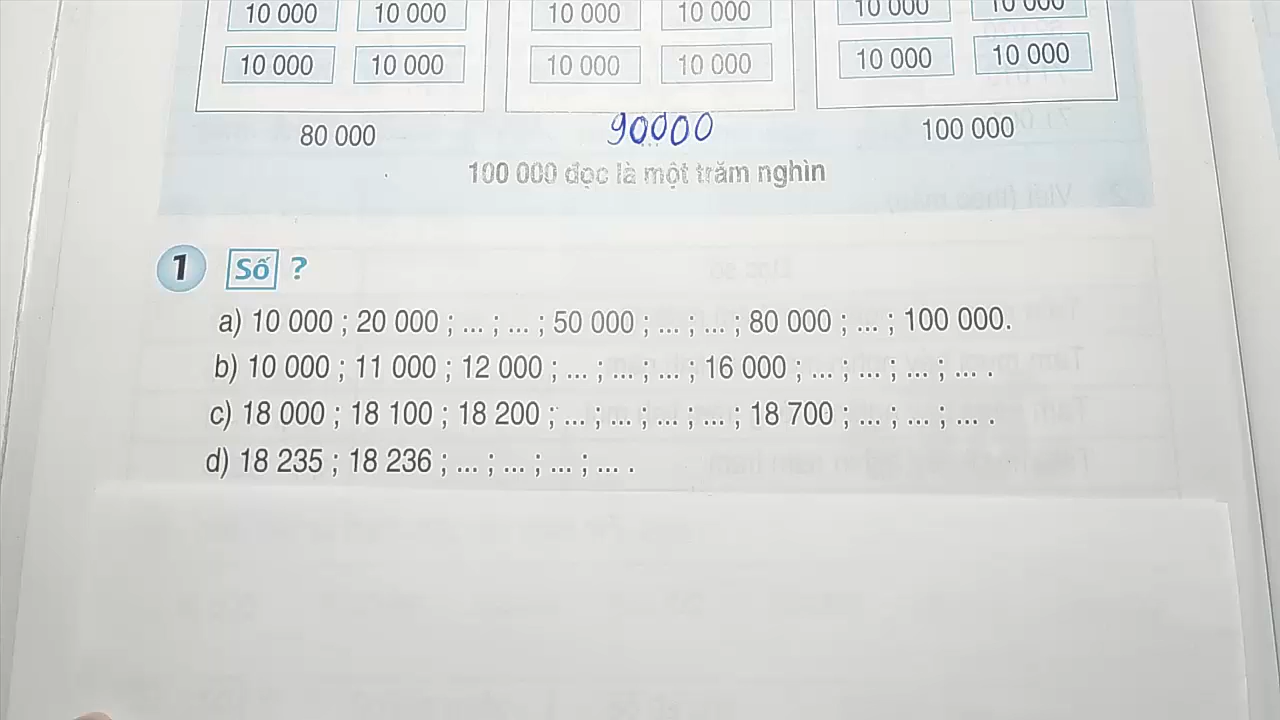 10 000 10 000 10 000 10 000 10 000 10 000
10 000 10 000 10 000 10 000 10 000 10 000
80 000 90000 100 000
100 000 đọc là một trăm nghìn
1 Số ?
a) 10 000 ; 20 000 ; ... ; ... ; 50 000 ; ... ; ... ; 80 000 ; ... ; 100 000.
b) 10 000 ; 11 000 ; 12 000 ; ... ; ... ; ... ; 16 000 ; ... ; ... ; ... ; ... .
c) 18 000 ; 18 100 ; 18 200 ; ... ; ... ; ... ; ... ; 18 700 ; ... ; ... ; ... .
d) 18 235 ; 18 236 ; ... ; ... ; ... ; ... .